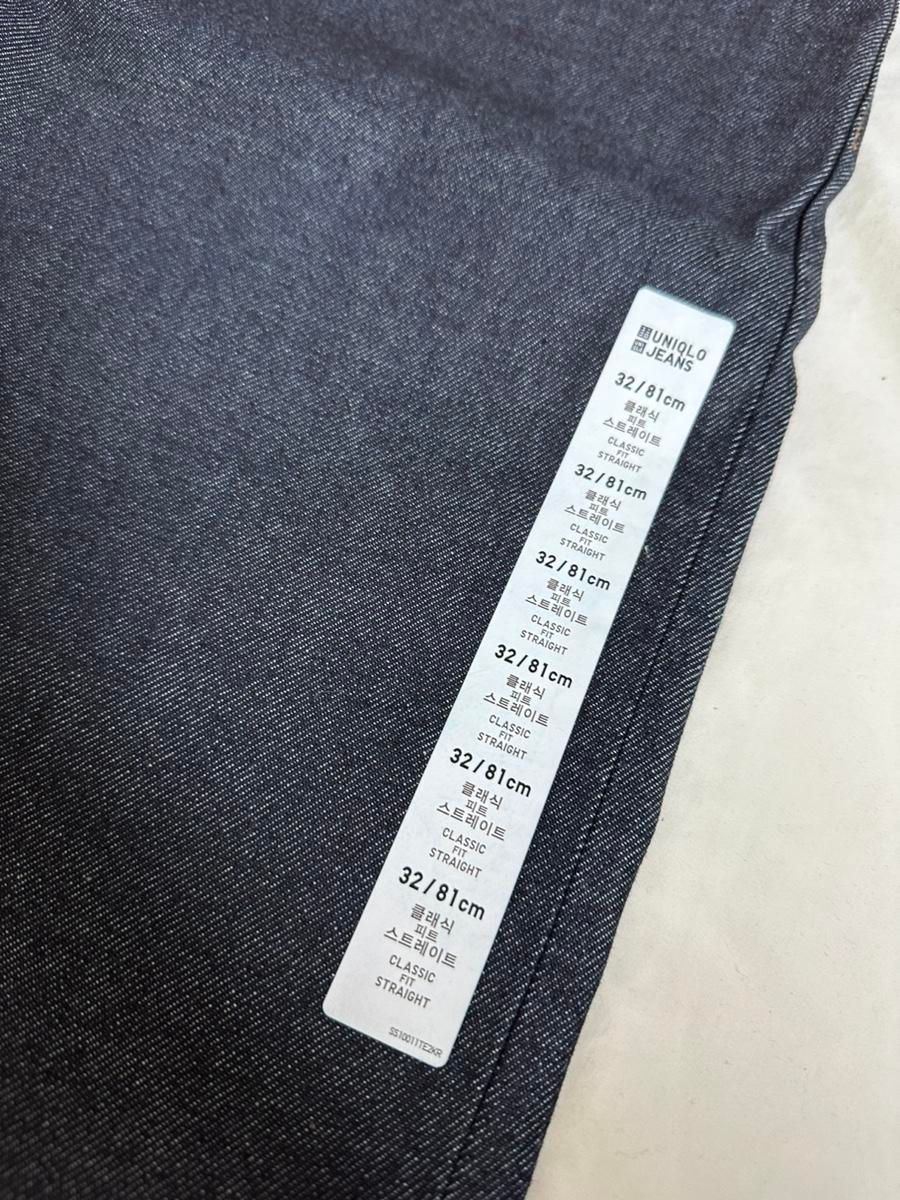 UNIQLO
JEANS
32/81cm
클래식
피트
스트레이트
CLASSIC
FIT
STRAIGHT
32/81cm
클래식
피트
스트레이트
CLASSIC
FIT
STRAIGHT
32/81cm
클래식
피트
스트레이트
CLASSIC
FIT
STRAIGHT
32/81cm
클래식
피트
스트레이트
CLASSIC
FIT
STRAIGHT
32/81cm
클래식
피트
스트레이트
CLASSIC
FIT
STRAIGHT
32/81cm
클래식
피트
스트레이트
CLASSIC
FIT
STRAIGHT
SS10011TE2KR